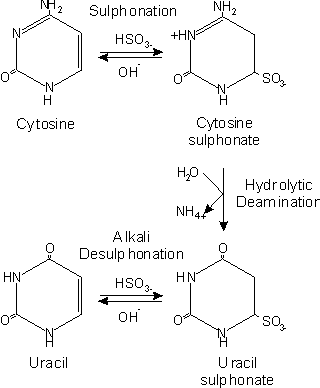 NH2
Sulphonation
NH2
N
HSO3-
+HN
OH-
O
N
H
O
N
H
SO3-
Cytosine
Cytosine
sulphonate
H2O
Hydrolytic
Deamination
NH4+
O
Alkali
Desulphonation
O
HN
HSO3-
HN
OH-
O
N
H
O
N
H
SO3-
Uracil
Uracil
sulphonate